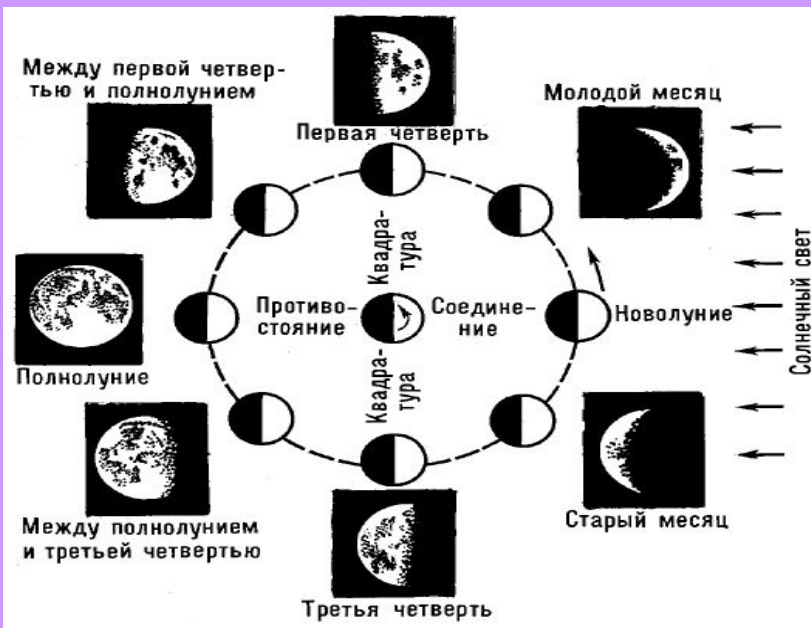 Между первой четвер-
тью и полнолунием
Первая четверть
Молодой месяц
Квадра-
тура
Противо-
стояние
Соедине-
ние
Новолуние
Солнечный свет
Полнолуние
Квадра-
тура
Между полнолунием
и третьей четвертью
Третья четверть
Старый месяц